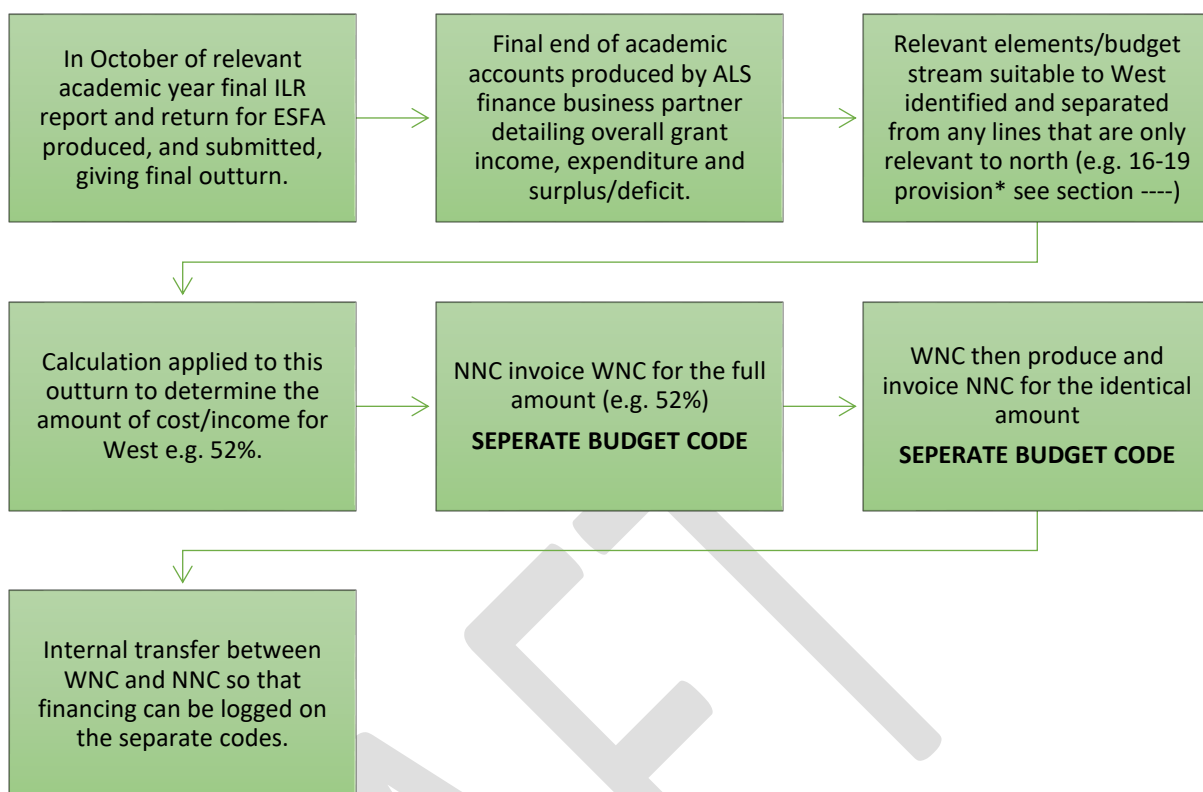 In October of relevant
academic year final ILR
report and return for ESFA
produced, and submitted,
giving final outturn.
Final end of academic
accounts produced by ALS
finance business partner
detailing overall grant
income, expenditure and
surplus/deficit.
Relevant elements/budget
stream suitable to West
identified and separated
from any lines that are only
relevant to north (e.g. 16-19
provision* see section ----)
Calculation applied to this
outturn to determine the
amount of cost/income for
West e.g. 52%.
NNC invoice WNC for the full
amount (e.g. 52%)
SEPERATE BUDGET CODE
WNC then produce and
invoice NNC for the identical
amount
SEPERATE BUDGET CODE
Internal transfer between
WNC and NNC so that
financing can be logged on
the separate codes.